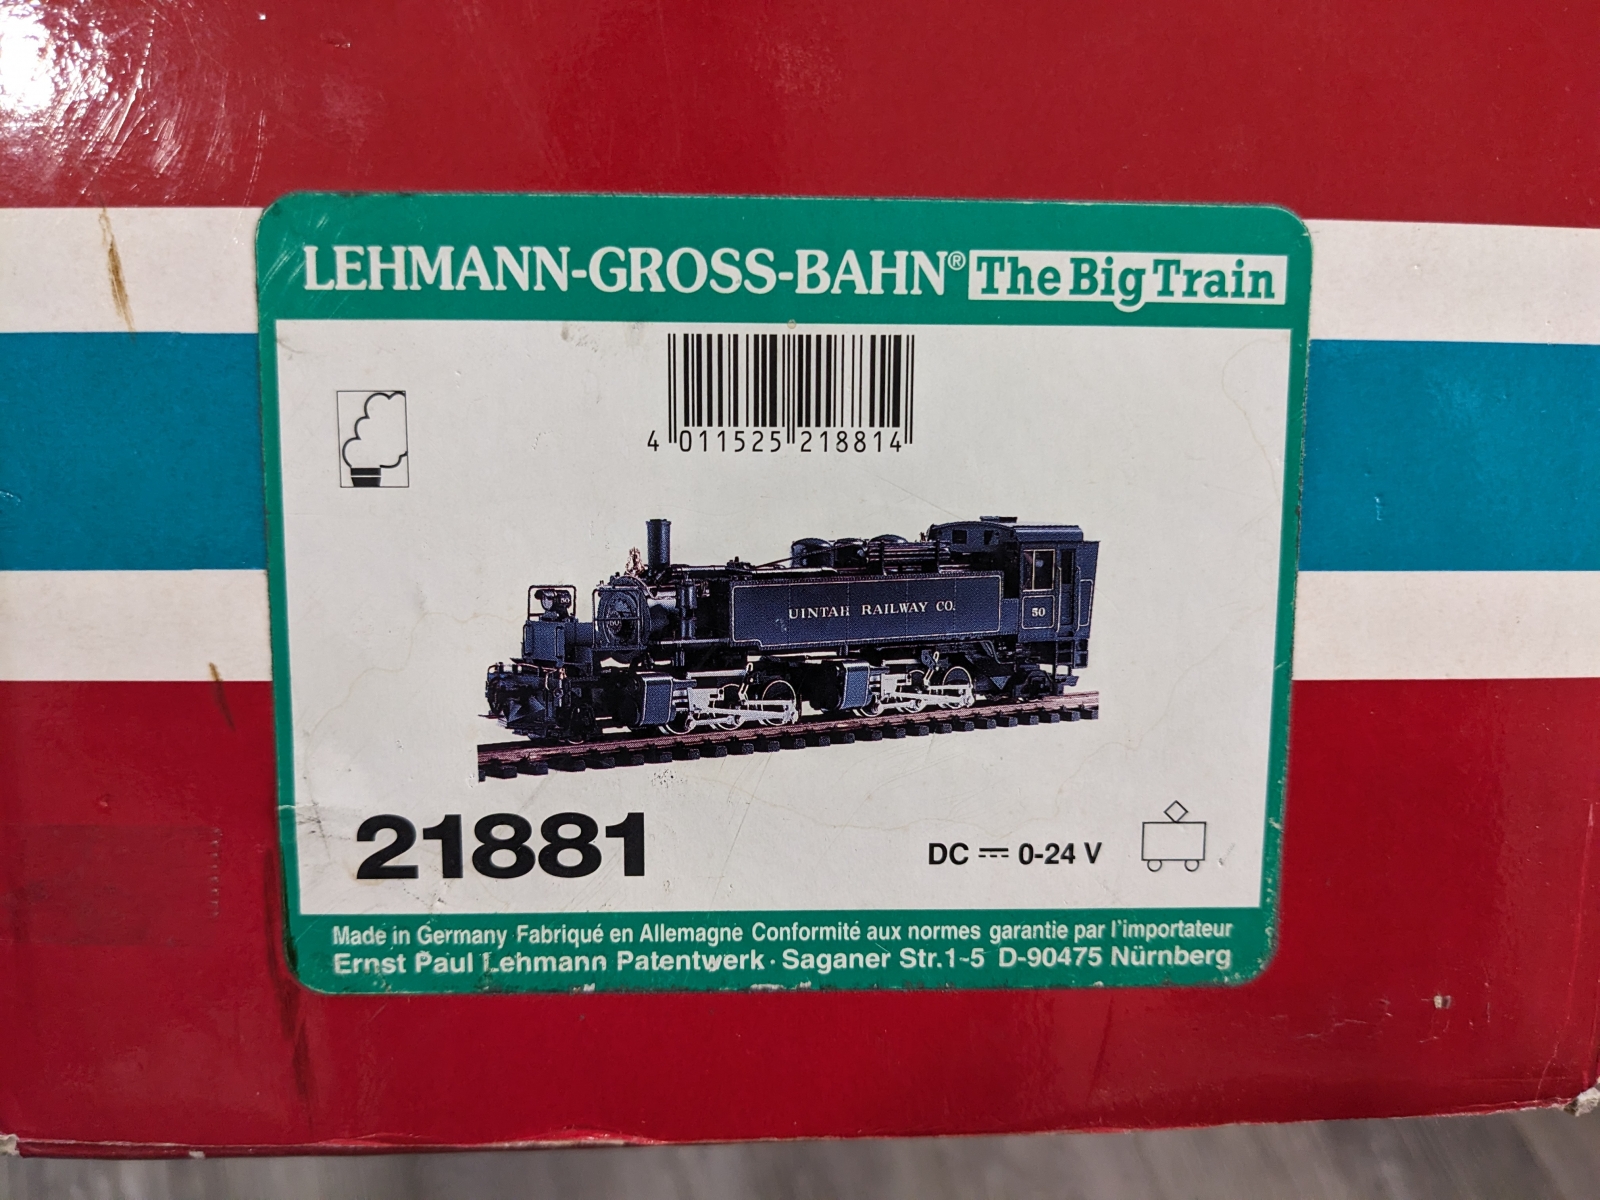 LEHMANN-GROSS-BAHN® The Big Train
4 011525 218814
50
50
UINTAH RAILWAY CO.
50
21881
DC 0-24 V
Made in Germany Fabriqué en Allemagne Conformité aux normes garantie par l'importateur
Ernst Paul Lehmann Patentwerk · Saganer Str.1-5 D-90475 Nürnberg